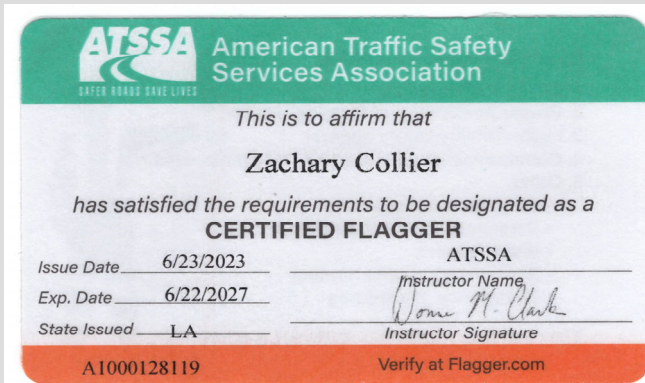 ATSSA
SAFER ROADS SAVE LIVES
American Traffic Safety
Services Association
This is to affirm that
Zachary Collier
has satisfied the requirements to be designated as a
CERTIFIED FLAGGER
Issue Date 6/23/2023
Exp. Date 6/22/2027
State Issued LA
ATSSA
Instructor Name
Donna M. Clark
Instructor Signature
A1000128119
Verify at Flagger.com